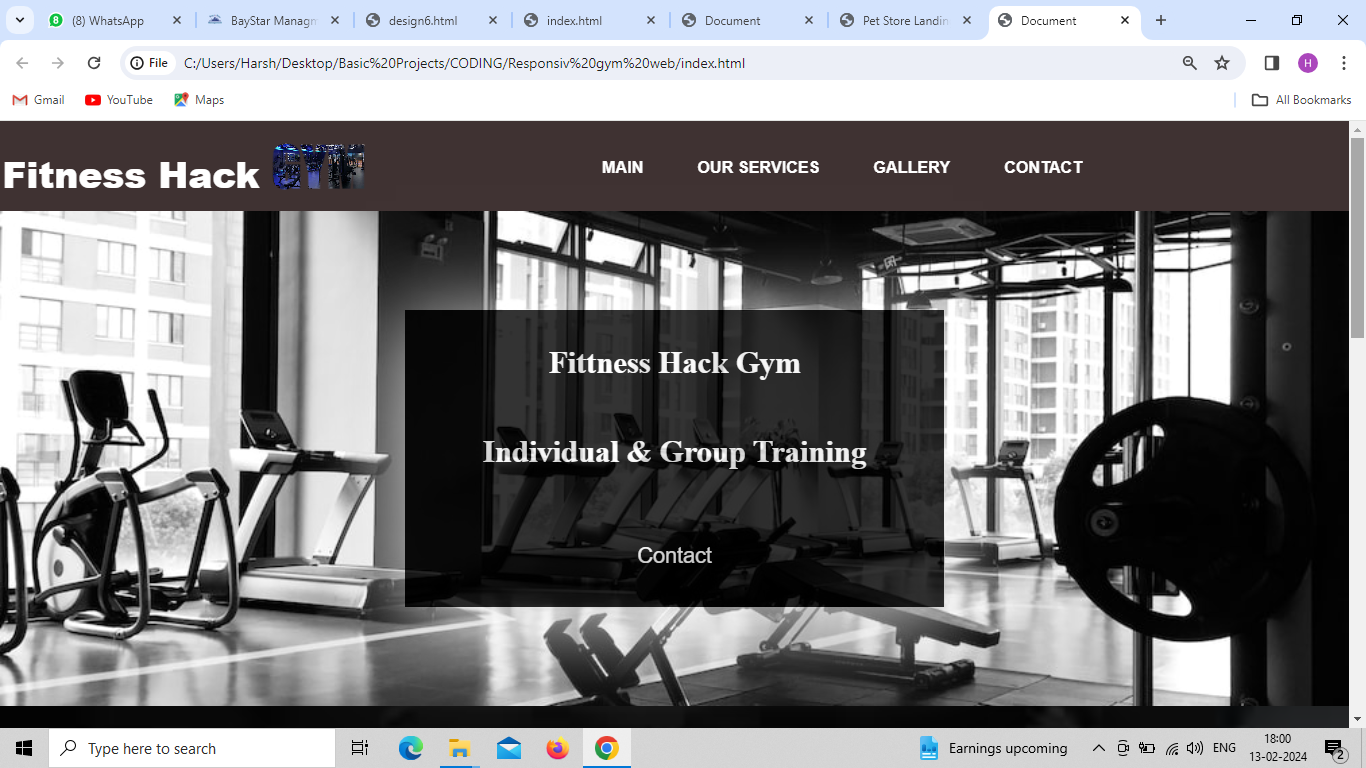 (8) WhatsApp
BayStar Managm
design6.html
index.html
Document
Pet Store Landin
Document
File
C:/Users/Harsh/Desktop/Basic%20Projects/CODING/Responsiv%20gym%20web/index.html
H
Gmail
YouTube
Maps
All Bookmarks
Fitness Hack GYM
MAIN
OUR SERVICES
GALLERY
CONTACT
Fittness Hack Gym
Individual & Group Training
Contact
Type here to search
Earnings upcoming
ENG
18:00
13-02-2024
2